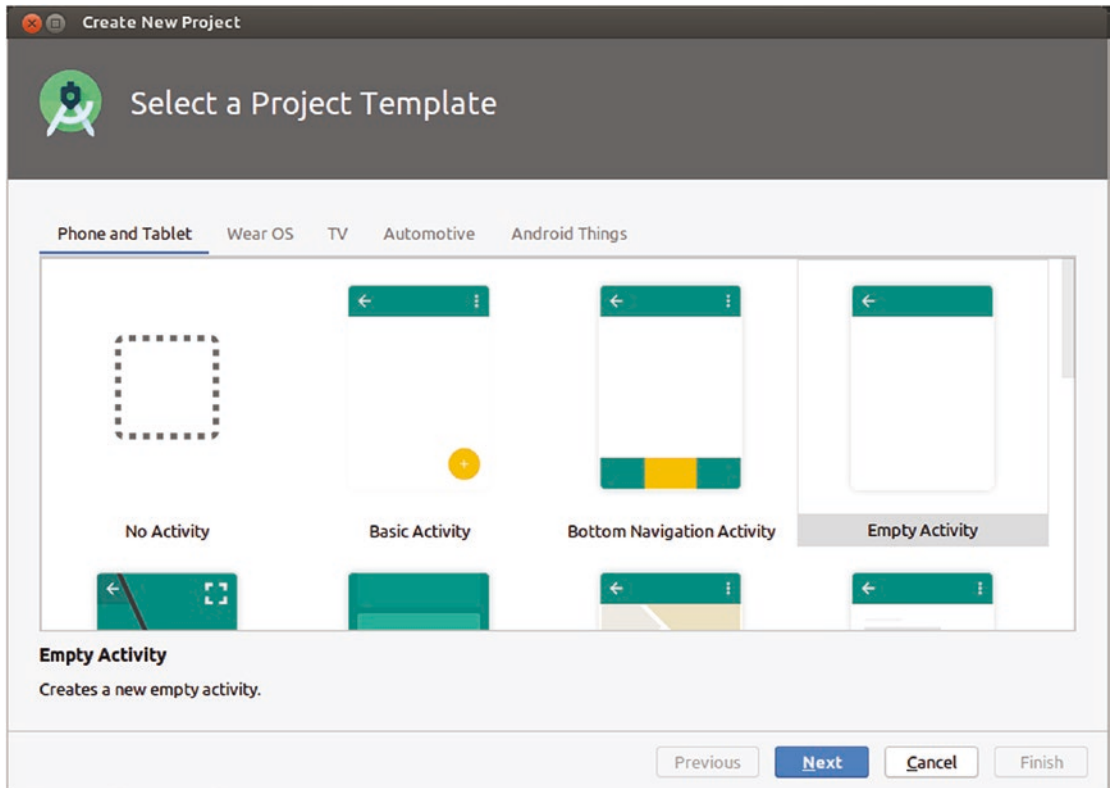 Create New Project
Select a Project Template
Phone and Tablet Wear OS TV Automotive Android Things
No Activity Basic Activity Bottom Navigation Activity Empty Activity
Empty Activity
Creates a new empty activity.
Previous Next Cancel Finish